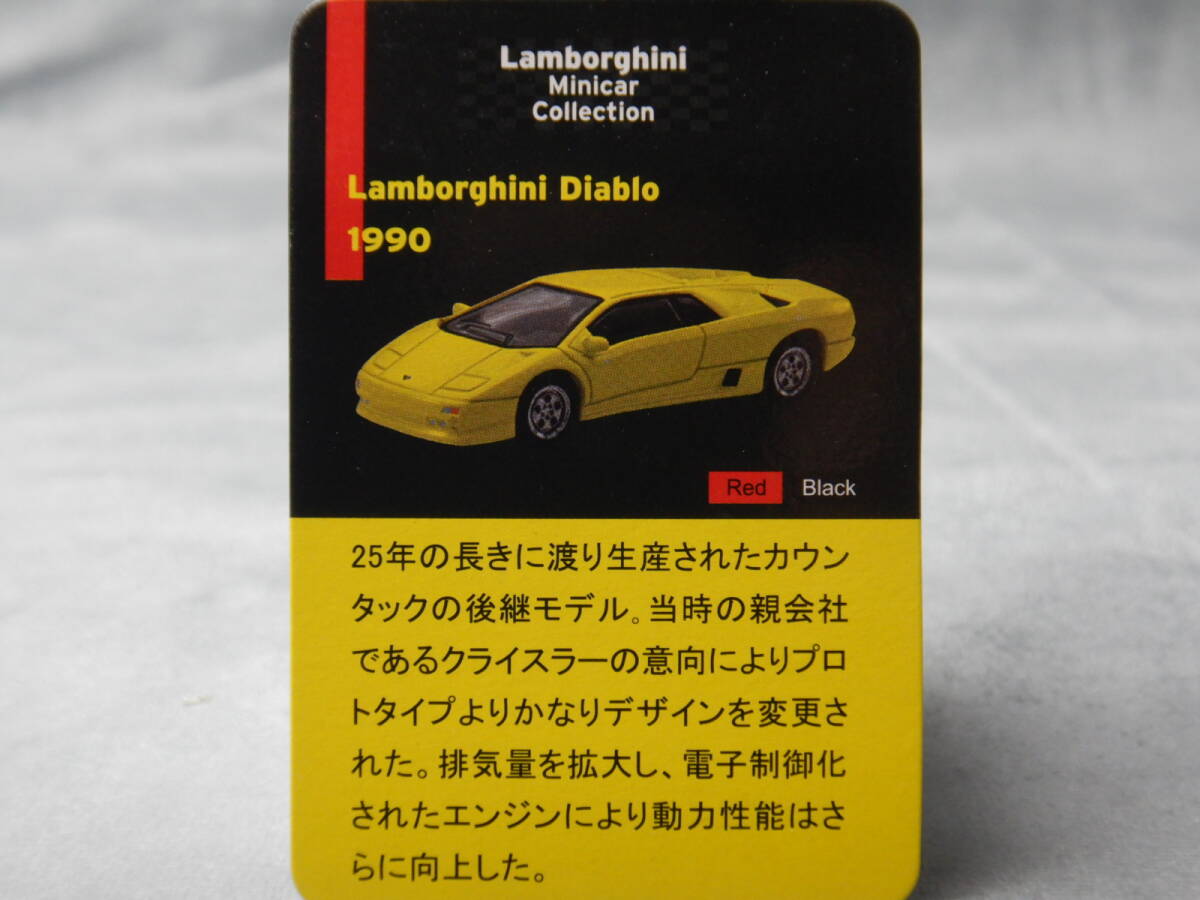 Lamborghini
Minicar
Collection
Lamborghini Diablo
1990
Red Black
25年の長きに渡り生産されたカウン
タックの後継モデル。当時の親会社
であるクライスラーの意向によりプロ
トタイプよりかなりデザインを変更さ
れた。排気量を拡大し、電子制御化
されたエンジンにより動力性能はさ
らに向上した。